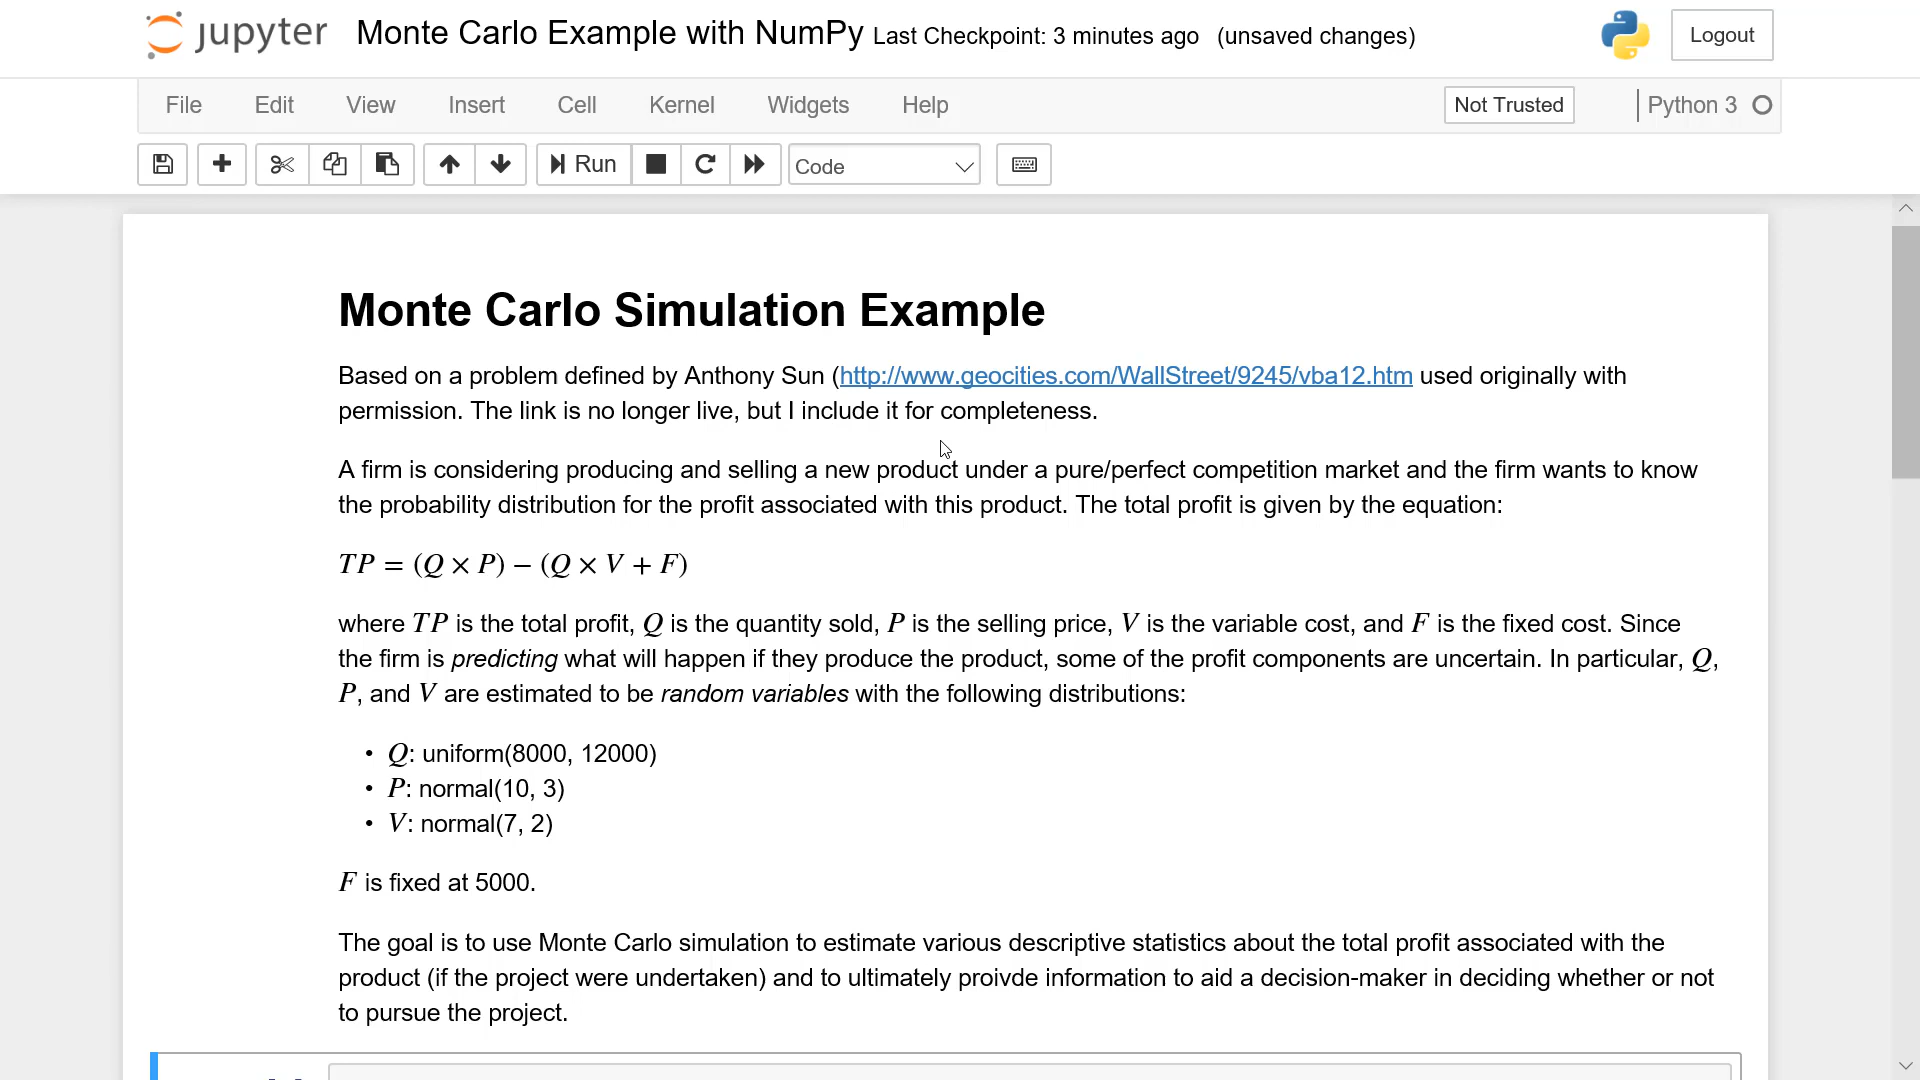 jupyter Monte Carlo Example with NumPy Last Checkpoint: 3 minutes ago (unsaved changes) Logout
File Edit View Insert Cell Kernel Widgets Help Not Trusted Python 3
Run Code
Monte Carlo Simulation Example
Based on a problem defined by Anthony Sun (http://www.geocities.com/WallStreet/9245/vba12.htm used originally with
permission. The link is no longer live, but I include it for completeness.
A firm is considering producing and selling a new product under a pure/perfect competition market and the firm wants to know
the probability distribution for the profit associated with this product. The total profit is given by the equation:
TP = (Q × P) − (Q × V + F)
where TP is the total profit, Q is the quantity sold, P is the selling price, V is the variable cost, and F is the fixed cost. Since
the firm is predicting what will happen if they produce the product, some of the profit components are uncertain. In particular, Q,
P, and V are estimated to be random variables with the following distributions:
• Q: uniform(8000, 12000)
• P: normal(10, 3)
• V: normal(7, 2)
F is fixed at 5000.
The goal is to use Monte Carlo simulation to estimate various descriptive statistics about the total profit associated with the
product (if the project were undertaken) and to ultimately proivde information to aid a decision-maker in deciding whether or not
to pursue the project.